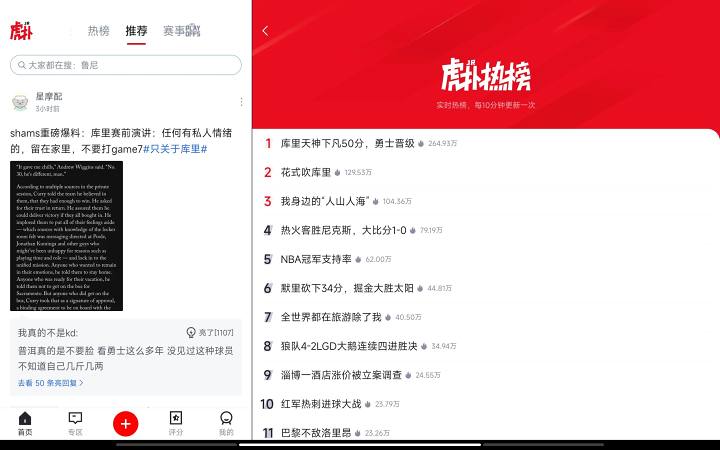 虎扑JR
热榜 推荐 赛事
大家都在搜：鲁尼
星摩配
3小时前
shams重磅爆料：库里赛前演讲：任何有私人情绪
的，留在家里，不要打game7#只关于库里#
"It gave me chills," Andrew Wiggins said. "No.
30, he's different, man."
According to multiple sources in the private
session, Curry told the team he believed in
them, that they had enough to win. He asked
for their trust in return. He assured them he
could deliver victory if they all bought in. He
implored them to put all of their feelings aside
— which sources with knowledge of the locker
room felt was messaging directed at Poole,
Jonathan Kuminga and other guys who
might've been unhappy for reasons such as
playing time and role — and lock in to the
unified mission. Anyone who wanted to remain
in their emotions, he told them to stay home.
Anyone who was ready for their vacation, he
told them not to get on the bus for
Sacramento. But anyone who did get on the
bus, Curry took that as a signature of approval,
a binding agreement to be on board with the
我真的不是kd:
亮了[1107]
普洱真的是不要脸 看勇士这么多年 没见过这种球员
不知道自己几斤几两
去看 50 条亮回复
首页 专区 评分 我的
虎扑热榜
实时热榜，每10分钟更新一次
1 库里天神下凡50分，勇士晋级 264.93万
2 花式吹库里 129.53万
3 我身边的“人山人海” 104.36万
4 热火客胜尼克斯，大比分1-0 79.19万
5 NBA冠军支持率 62.00万
6 默里砍下34分，掘金大胜太阳 44.81万
7 全世界都在旅游除了我 40.50万
8 狼队4-2LGD大鹅连续四进胜决 34.94万
9 淄博一酒店涨价被立案调查 24.55万
10 红军热刺进球大战 23.79万
11 巴黎不敌洛里昂 23.26万